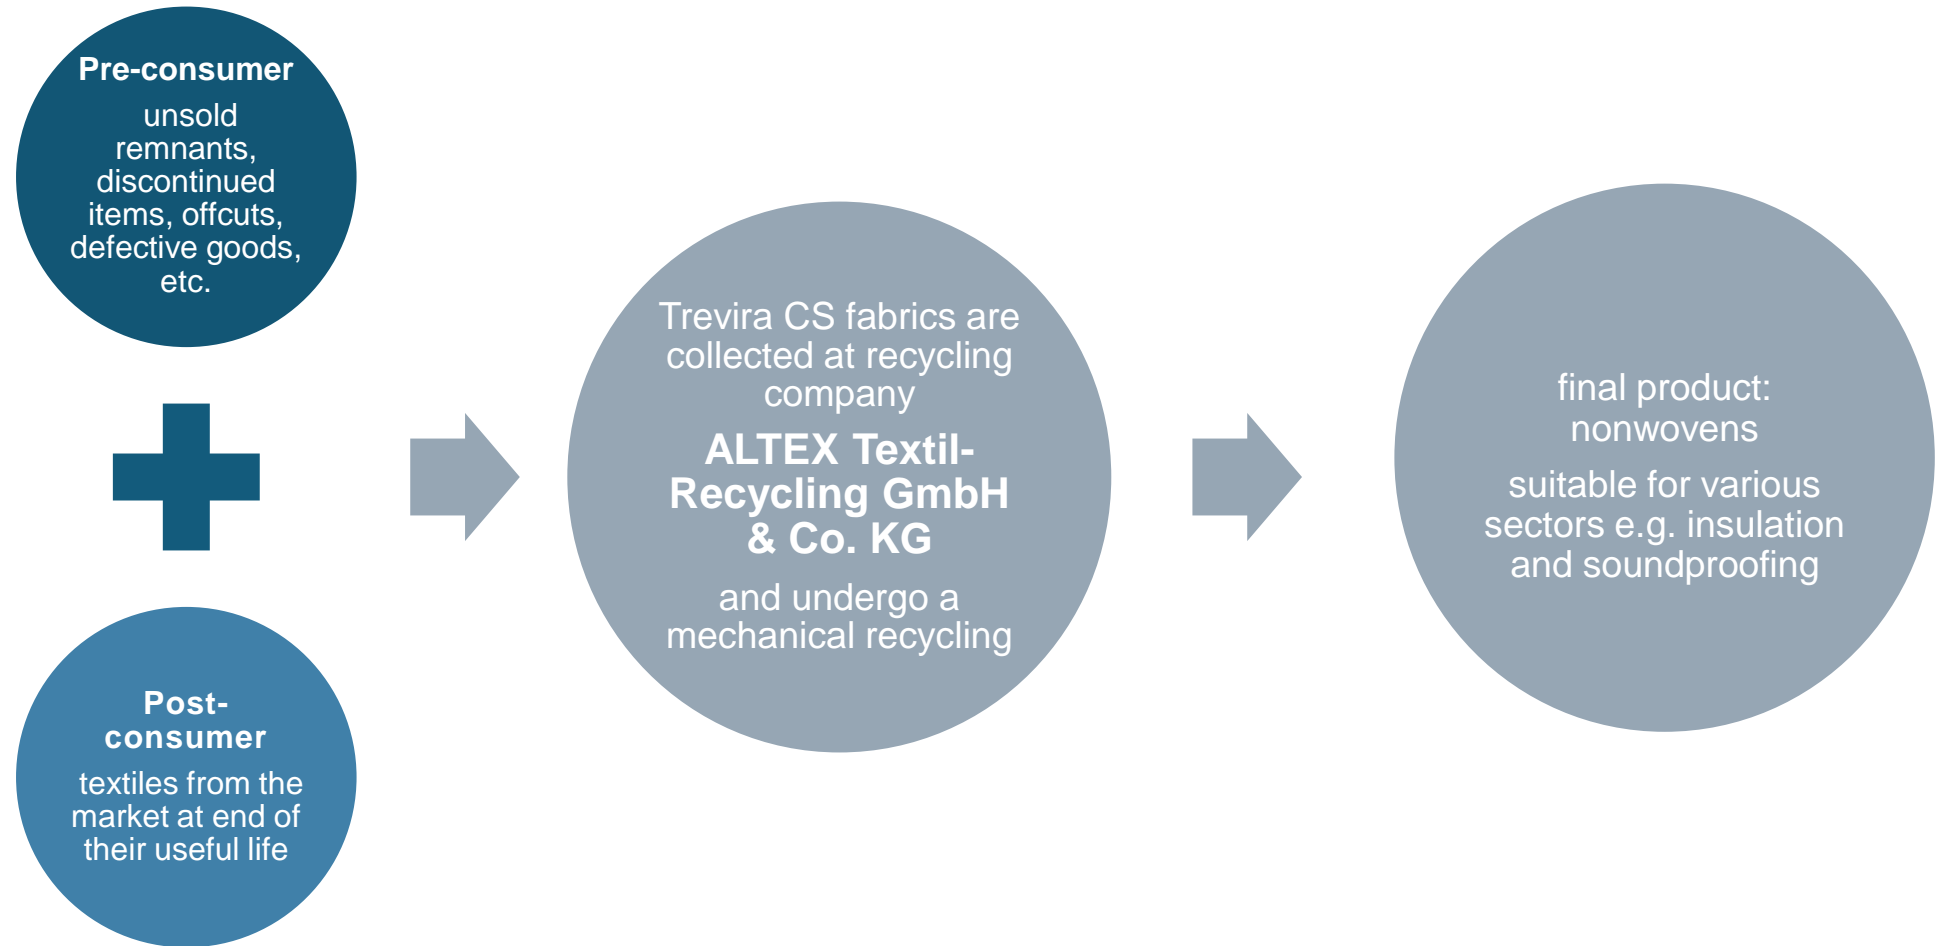 Pre-consumer
unsold
remnants,
discontinued
items, offcuts,
defective goods,
etc.
Post-
consumer
textiles from the
market at end of
their useful life
Trevira CS fabrics are
collected at recycling
company
ALTEX Textil-
Recycling GmbH
& Co. KG
and undergo a
mechanical recycling
final product:
nonwovens
suitable for various
sectors e.g. insulation
and soundproofing